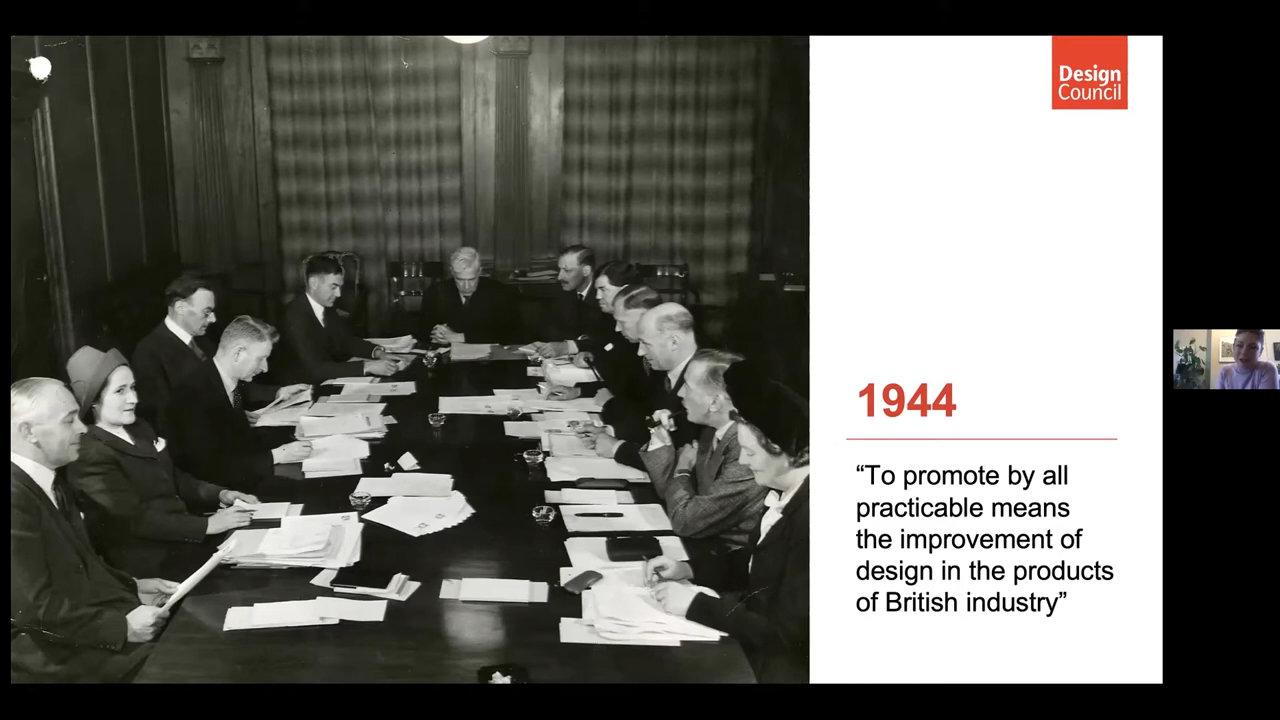 Design
Council
1944
“To promote by all
practicable means
the improvement of
design in the products
of British industry”